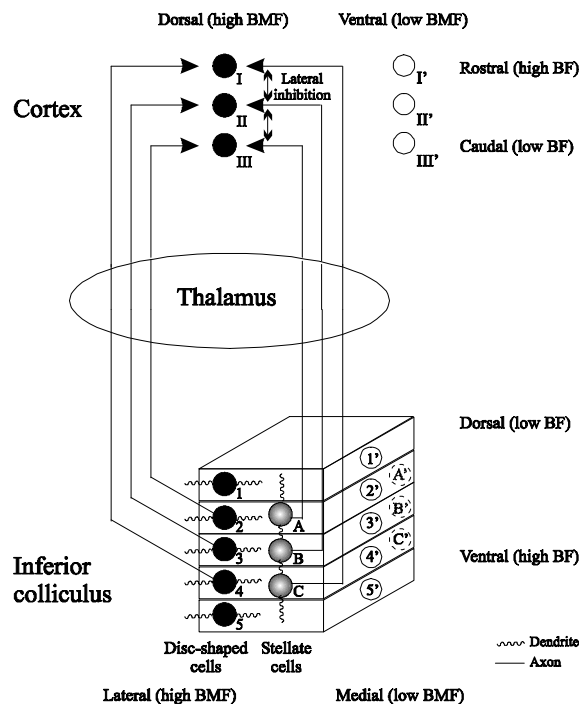 Dorsal (high BMF) Ventral (low BMF)
I I' Rostral (high BF)
Lateral
inhibition
Cortex II II'
III III' Caudal (low BF)
Thalamus
Dorsal (low BF)
1 1'
2 A 2' A'
3 B 3' B'
4 C 4' C' Ventral (high BF)
5 5'
Inferior
colliculus
Disc-shaped Stellate
cells cells
Dendrite
Axon
Lateral (high BMF) Medial (low BMF)